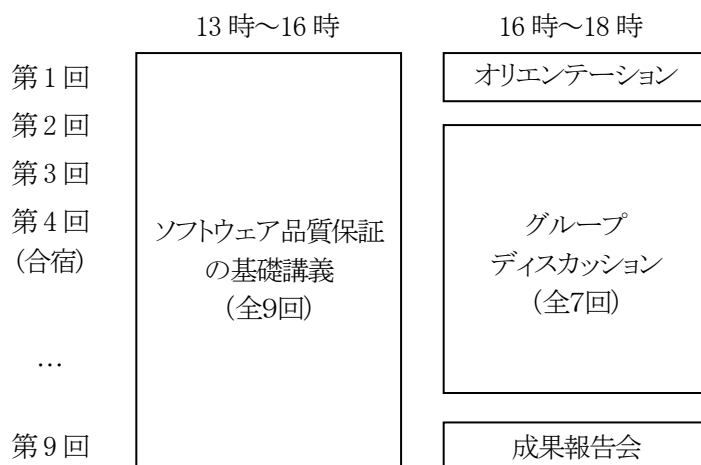 13時～16時
16時～18時
第1回
オリエンテーション
第2回
第3回
第4回
(合宿)
ソフトウェア品質保証
の基礎講義
(全9回)
グループ
ディスカッション
(全7回)
…
第9回
成果報告会